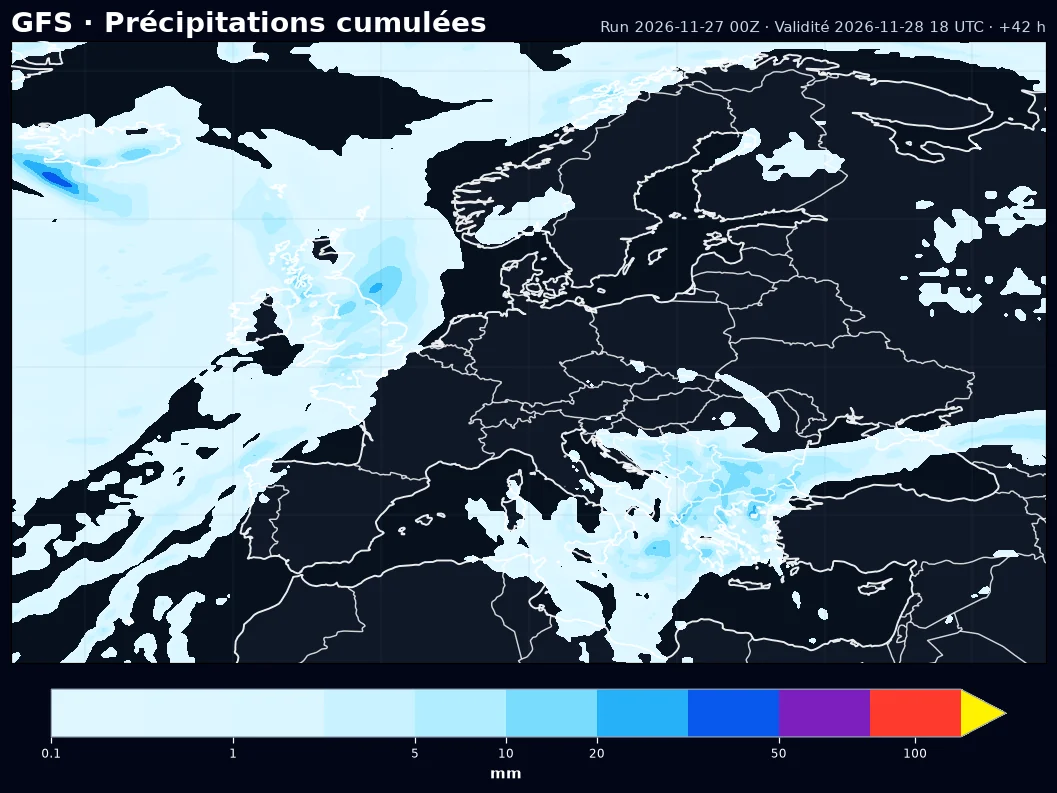 GFS · Précipitations cumulées
Run 2026-11-27 00Z · Validité 2026-11-28 18 UTC · +42 h
0.1 1 5 10 20 50 100
mm